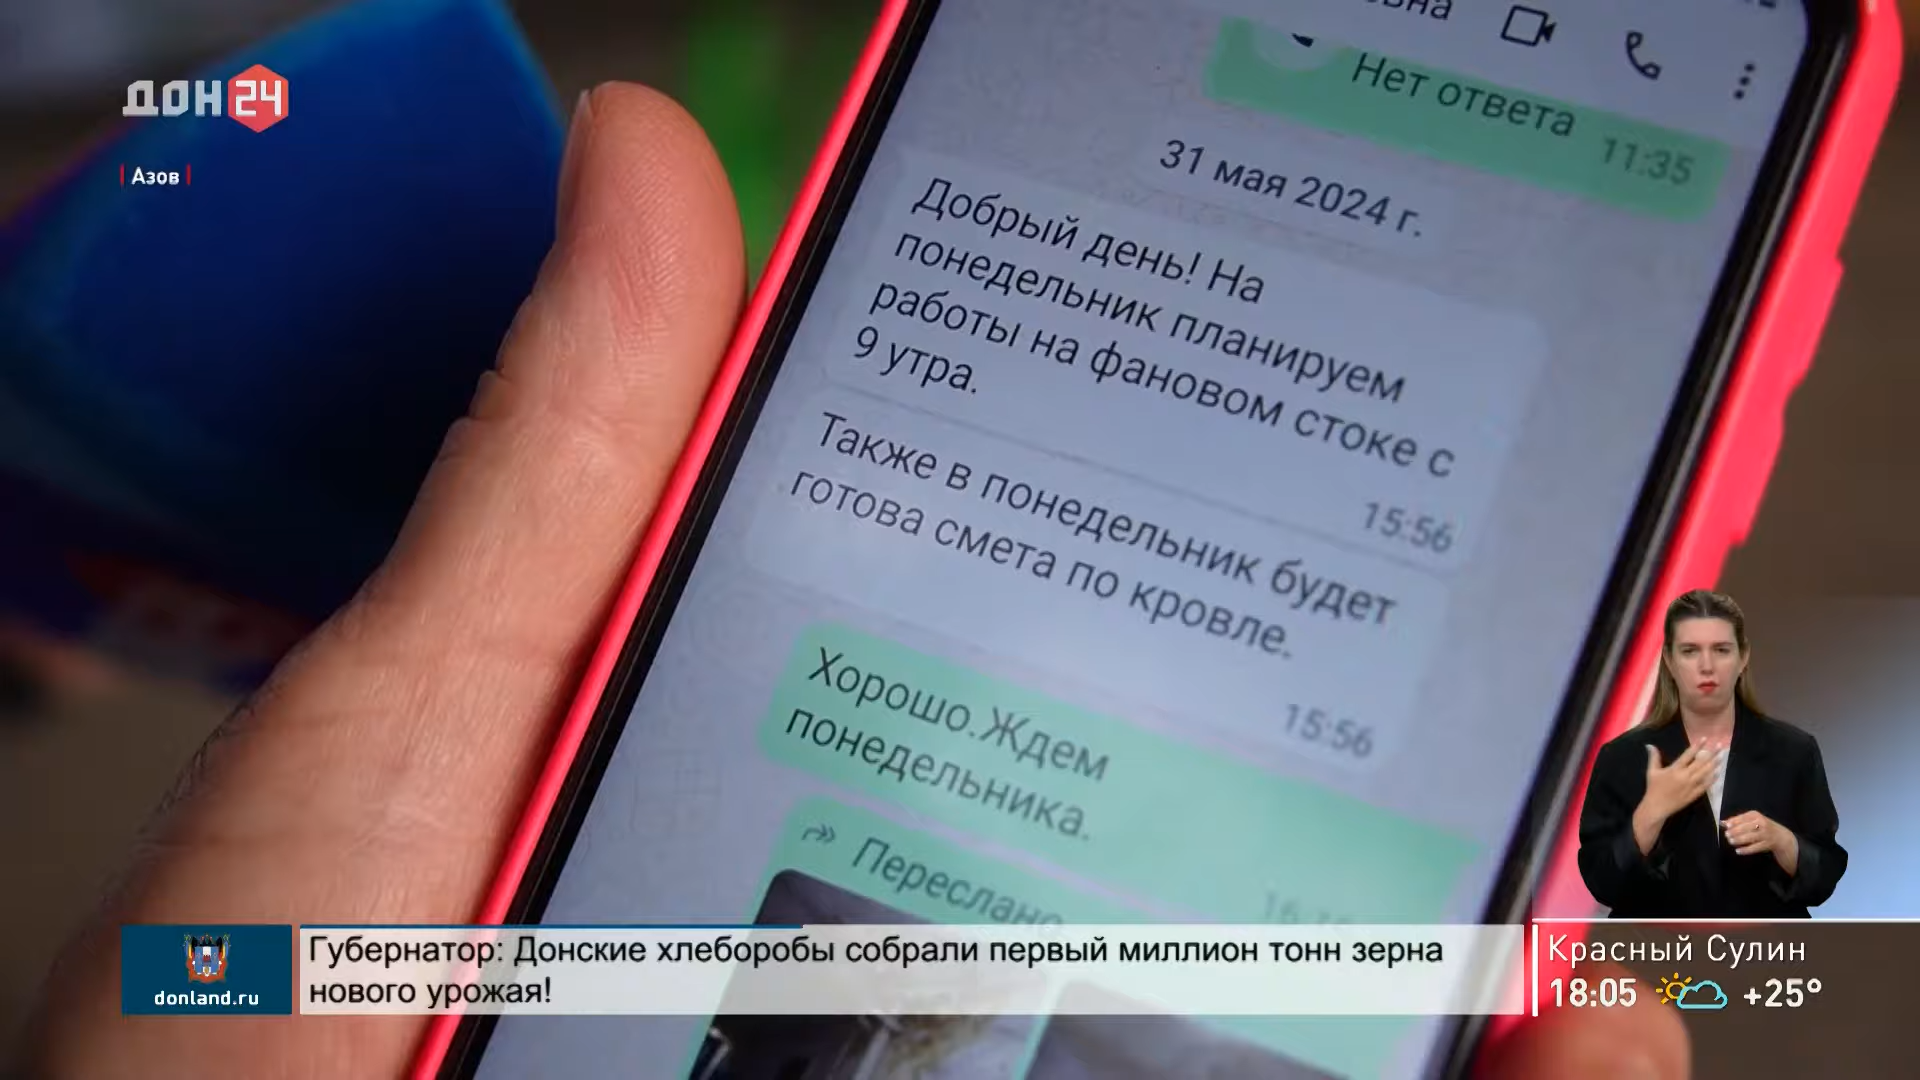 ДОН24
Азов
Нет ответа
11:35
31 мая 2024 г.
Добрый день! На
понедельник планируем
работы на фановом стоке с
9 утра.
15:56
Также в понедельник будет
готова смета по кровле.
15:56
Хорошо.Ждем
понедельника.
Переслано
donland.ru
Губернатор: Донские хлеборобы собрали первый миллион тонн зерна
нового урожая!
Красный Сулин
18:05 +25°